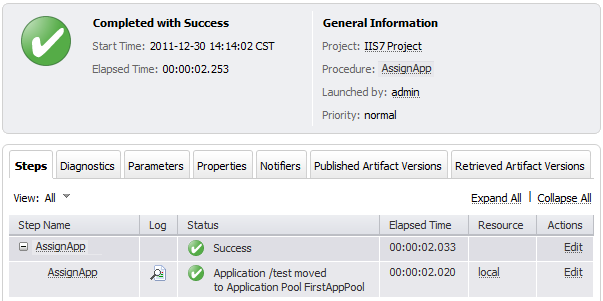 Completed with Success
Start Time: 2011-12-30 14:14:02 CST
Elapsed Time: 00:00:02.253
General Information
Project: IIS7 Project
Procedure: AssignApp
Launched by: admin
Priority: normal
Steps Diagnostics Parameters Properties Notifiers Published Artifact Versions Retrieved Artifact Versions
View: All Expand All Collapse All
Step Name Log Status Elapsed Time Resource Actions
AssignApp Success 00:00:02.033 Edit
AssignApp Application /test moved 00:00:02.020 local Edit
to Application Pool FirstAppPool